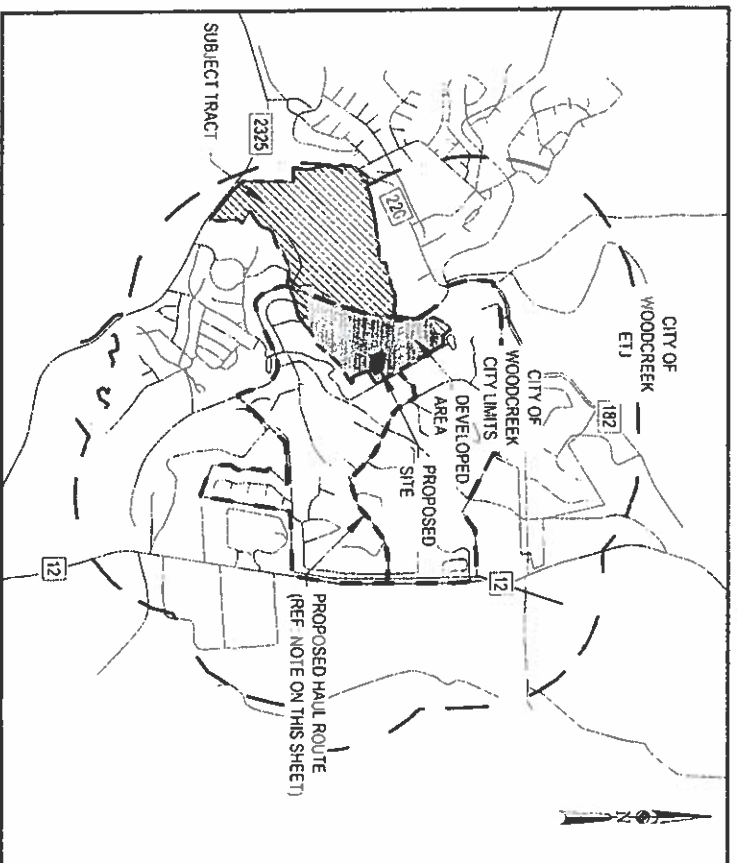 SUBJECT TRACT
2325
220
CITY OF
WOODCREEK
ETJ
182
CITY OF
WOODCREEK
CITY LIMITS
DEVELOPED
AREA
PROPOSED
SITE
12
12
PROPOSED HAUL ROUTE
(REF: NOTE ON THIS SHEET)
N